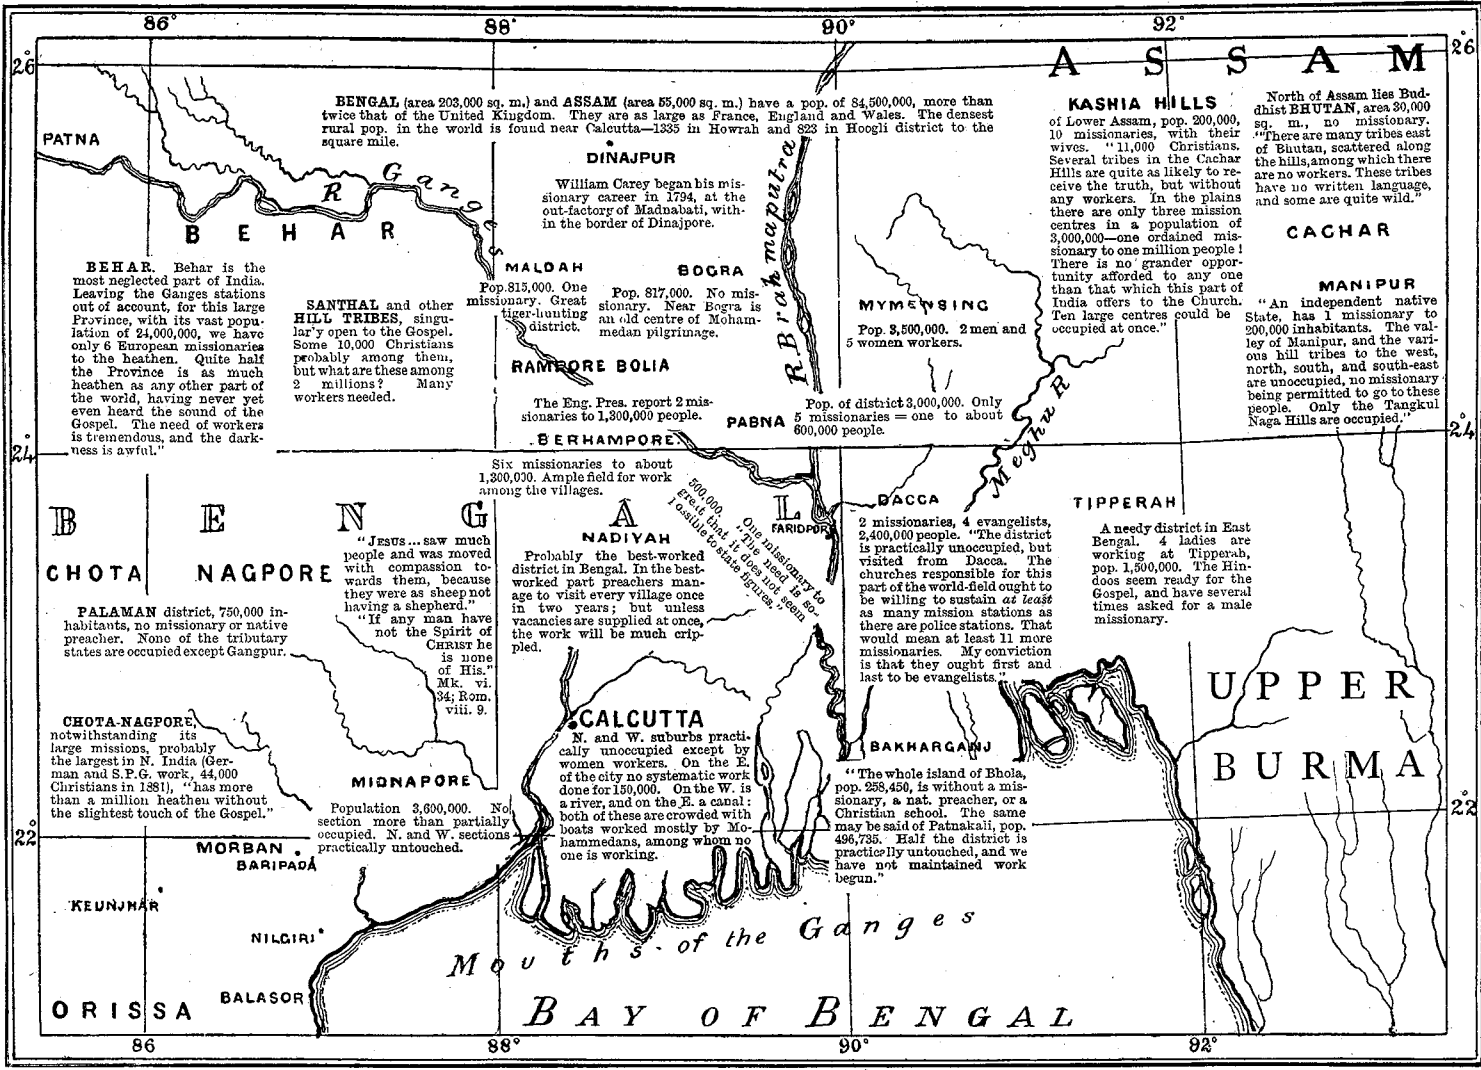 86°
88°
90°
92°
26°
26°
A S S A M
BENGAL (area 203,000 sq. m.) and ASSAM (area 55,000 sq. m.) have a pop. of 84,500,000, more than
twice that of the United Kingdom. They are as large as France, England and Wales. The densest
rural pop. in the world is found near Calcutta—1335 in Howrah and 823 in Hoogli district to the
square mile.
PATNA
R Ganges
BEHAR
DINAJPUR
William Carey began his mis-
sionary career in 1794, at the
out-factory of Madnabati, with-
in the border of Dinajpore.
R. Brahmaputra
KASHIA HILLS
of Lower Assam, pop. 200,000,
10 missionaries, with their
wives. "11,000 Christians.
Several tribes in the Cachar
Hills are quite as likely to re-
ceive the truth, but without
any workers. In the plains
there are only three mission
centres in a population of
3,000,000—one ordained mis-
sionary to one million people!
There is no grander oppor-
tunity afforded to any one
than that which this part of
India offers to the Church.
Ten large centres could be
occupied at once."
North of Assam lies Bud-
dhist BHUTAN, area 30,000
sq. m., no missionary.
"There are many tribes east
of Bhutan, scattered along
the hills, among which there
are no workers. These tribes
have no written language,
and some are quite wild."
CACHAR
MANIPUR
"An independent native
State, has 1 missionary to
200,000 inhabitants. The val-
ley of Manipur, and the vari-
ous hill tribes to the west,
north, south, and south-east
are unoccupied, no missionary
being permitted to go to these
people. Only the Tangkul
Naga Hills are occupied."
BEHAR. Behar is the
most neglected part of India.
Leaving the Ganges stations
out of account, for this large
Province, with its vast popu-
lation of 24,000,000, we have
only 6 European missionaries
to the heathen. Quite half
the Province is as much
heathen as any other part of
the world, having never yet
even heard the sound of the
Gospel. The need of workers
is tremendous, and the dark-
ness is awful."
SANTHAL and other
HILL TRIBES, singu-
lar'y open to the Gospel.
Some 10,000 Christians
probably among them,
but what are these among
2 millions? Many
workers needed.
MALDAH
Pop. 815,000. One
missionary. Great
tiger-hunting
district.
BOGRA
Pop. 817,000. No mis-
sionary. Near Bogra is
an old centre of Moham-
medan pilgrimage.
MYMENSING
Pop. 3,500,000. 2 men and
5 women workers.
RAMPORE BOLIA
The Eng. Pres. report 2 mis-
sionaries to 1,300,000 people.
PABNA
Pop. of district 3,000,000. Only
5 missionaries = one to about
600,000 people.
Meghu R
24°
24°
BERHAMPORE
Six missionaries to about
1,300,000. Ample field for work
among the villages.
B E N G A L
FARIDPOR
One missionary to
500,000. "The need is so
great that it does not seem
possible to state figures."
NADIYAH
Probably the best-worked
district in Bengal. In the best-
worked part preachers man-
age to visit every village once
in two years; but unless
vacancies are supplied at once,
the work will be much crip-
pled.
DACCA
2 missionaries, 4 evangelists,
2,400,000 people. "The district
is practically unoccupied, but
visited from Dacca. The
churches responsible for this
part of the world-field ought to
be willing to sustain at least
as many mission stations as
there are police stations. That
would mean at least 11 more
missionaries. My conviction
is that they ought first and
last to be evangelists."
TIPPERAH
A needy district in East
Bengal. 4 ladies are
working at Tipperah,
pop. 1,500,000. The Hin-
doos seem ready for the
Gospel, and have several
times asked for a male
missionary.
CHOTA NAGPORE
"JESUS... saw much
people and was moved
with compassion to-
wards them, because
they were as sheep not
having a shepherd."
"If any man have
not the Spirit of
CHRIST he
is none
of His."
Mk. vi.
34; Rom.
viii. 9.
PALAMAN district, 750,000 in-
habitants, no missionary or native
preacher. None of the tributary
states are occupied except Gangpur.
CHOTA-NAGPORE,
notwithstanding its
large missions, probably
the largest in N. India (Ger-
man and S.P.G. work, 44,000
Christians in 1881), "has more
than a million heathen without
the slightest touch of the Gospel."
MIDNAPORE
Population 3,600,000. No
section more than partially
occupied. N. and W. sections
practically untouched.
CALCUTTA
N. and W. suburbs practi-
cally unoccupied except by
women workers. On the E.
of the city no systematic work
done for 150,000. On the W. is
a river, and on the E. a canal:
both of these are crowded with
boats worked mostly by Mo-
hammedans, among whom no
one is working.
BAKHARGANJ
"The whole island of Bhola,
pop. 258,450, is without a mis-
sionary, a nat. preacher, or a
Christian school. The same
may be said of Patnakali, pop.
496,735. Half the district is
practically untouched, and we
have not maintained work
begun."
UPPER
BURMA
22°
22°
MORBAN
BARIPADA
KEUNJHAR
NILGIRI
BALASOR
ORISSA
Mouths of the Ganges
BAY OF BENGAL
86
88°
90°
92°